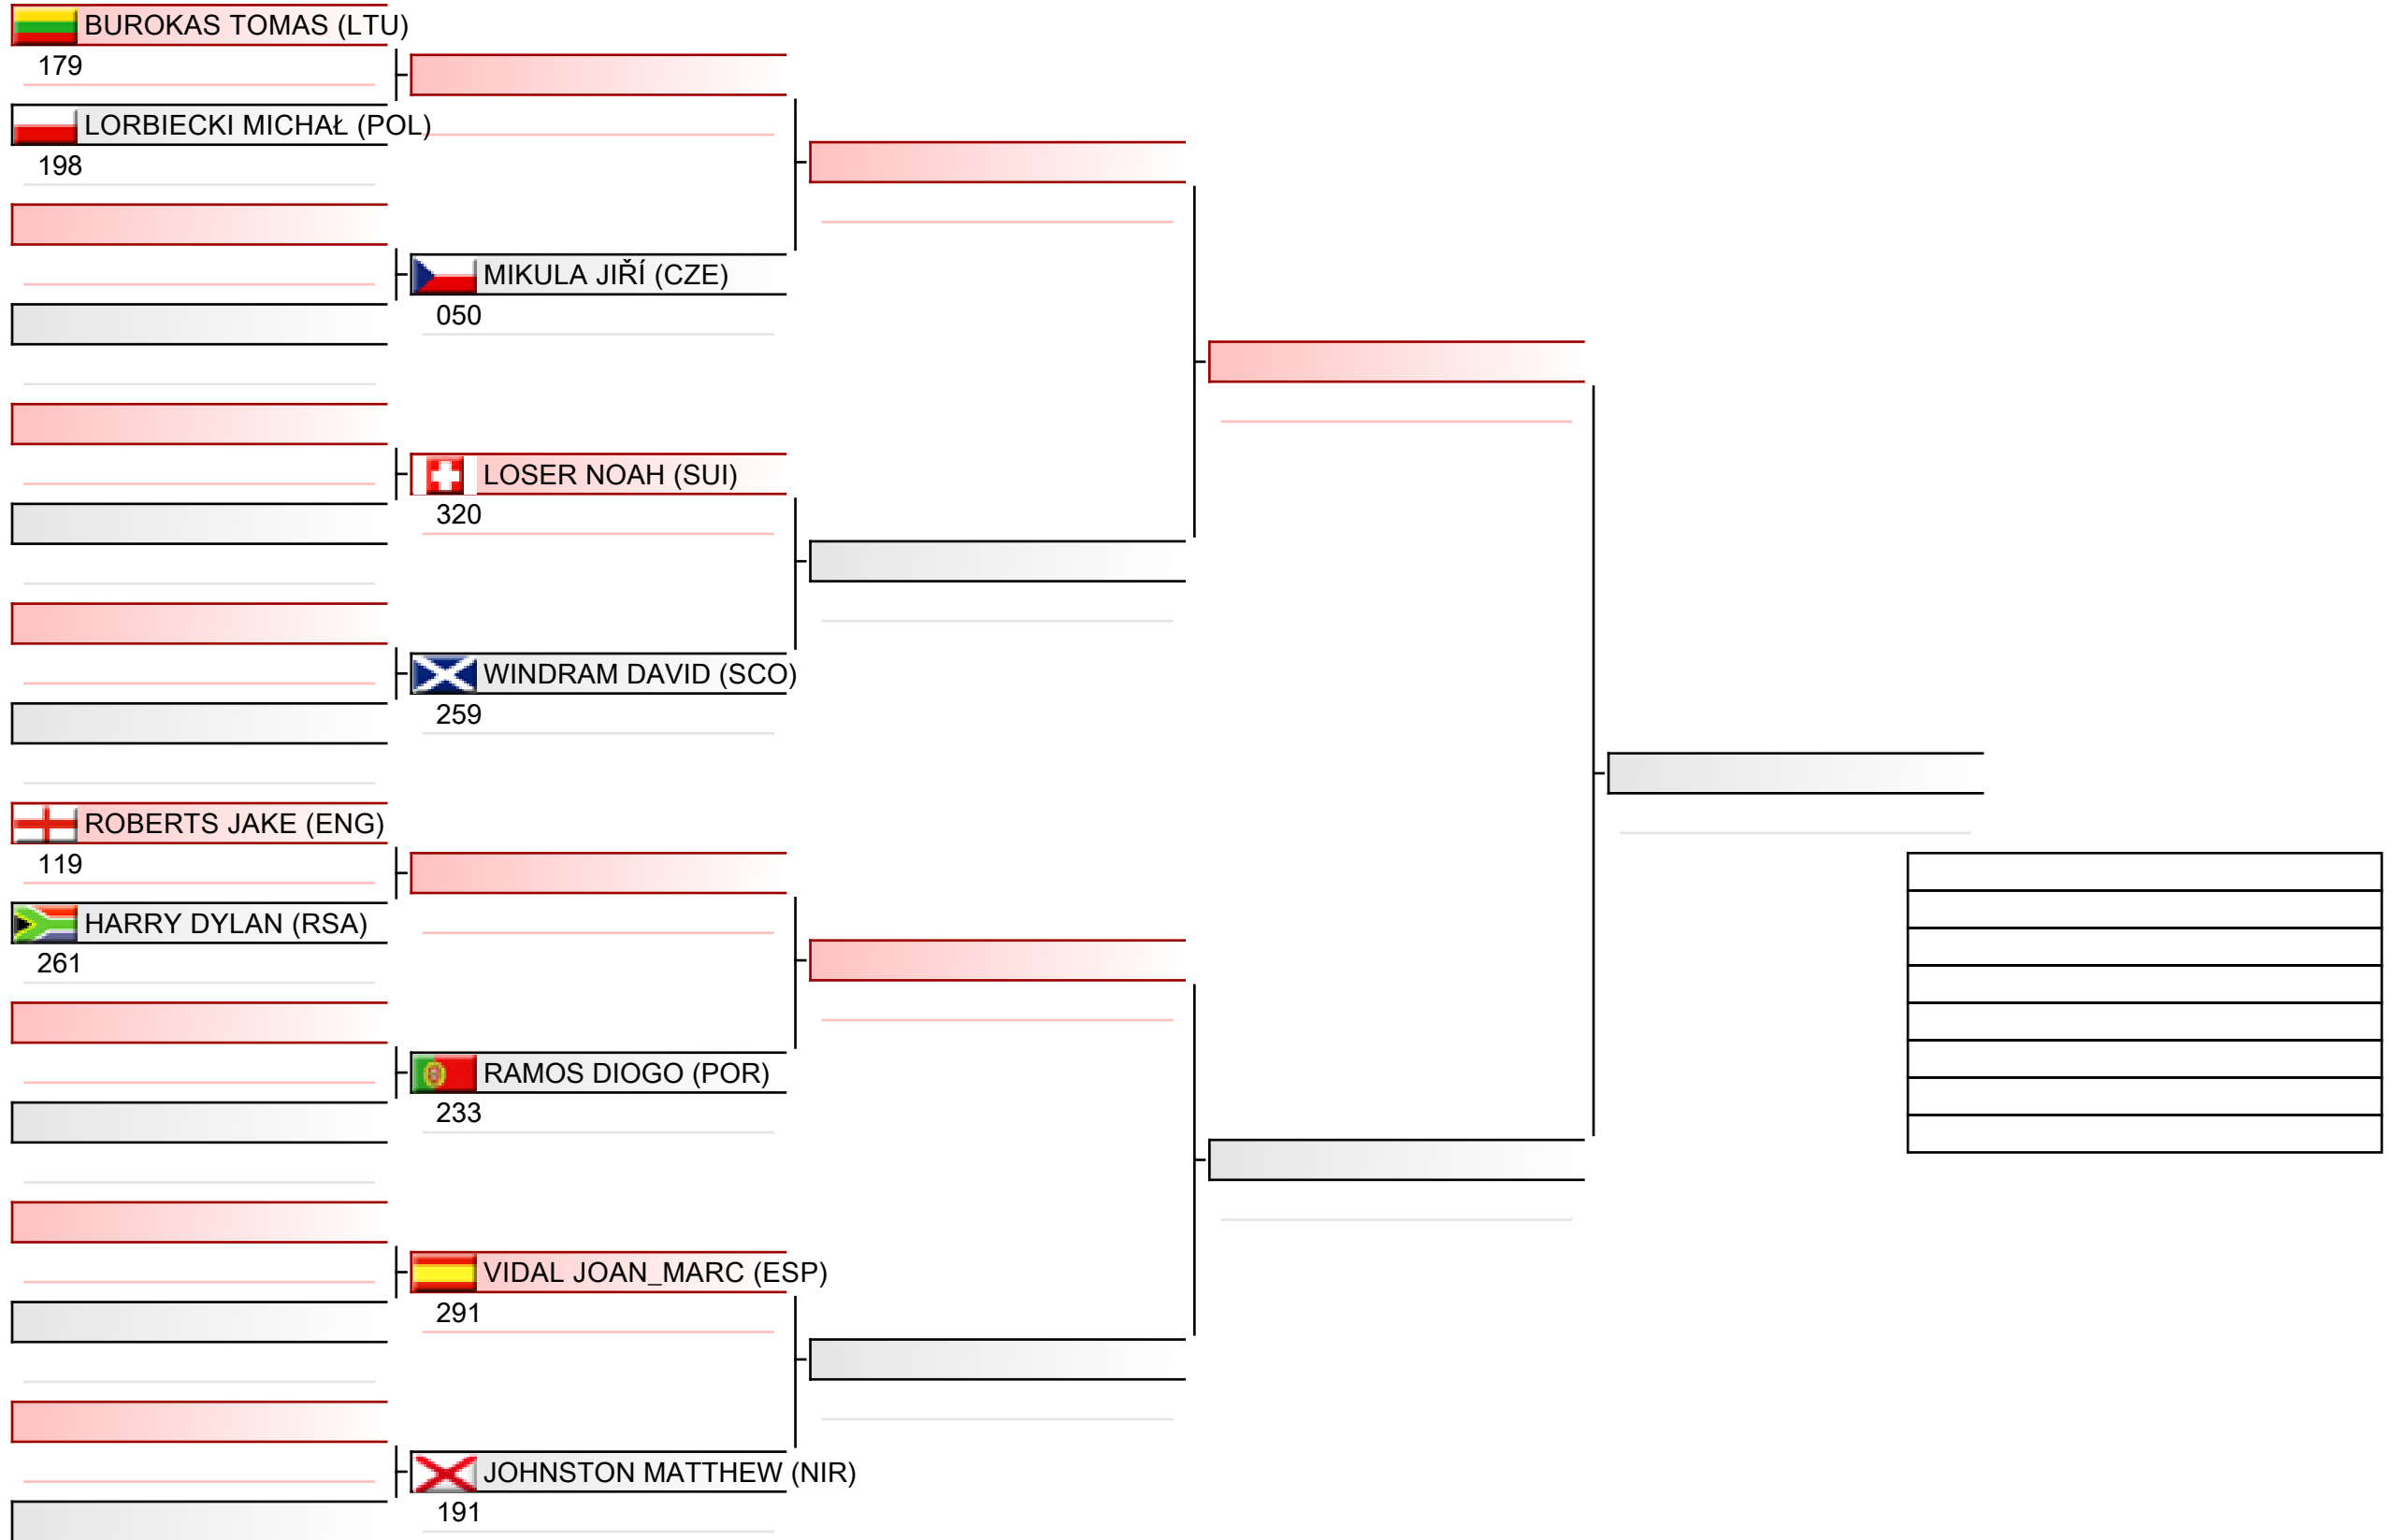 BUROKAS TOMAS (LTU)
179
LORBIECKI MICHAŁ (POL)
198
MIKULA JIŘÍ (CZE)
050
LOSER NOAH (SUI)
320
WINDRAM DAVID (SCO)
259
ROBERTS JAKE (ENG)
119
HARRY DYLAN (RSA)
261
RAMOS DIOGO (POR)
233
VIDAL JOAN_MARC (ESP)
291
JOHNSTON MATTHEW (NIR)
191